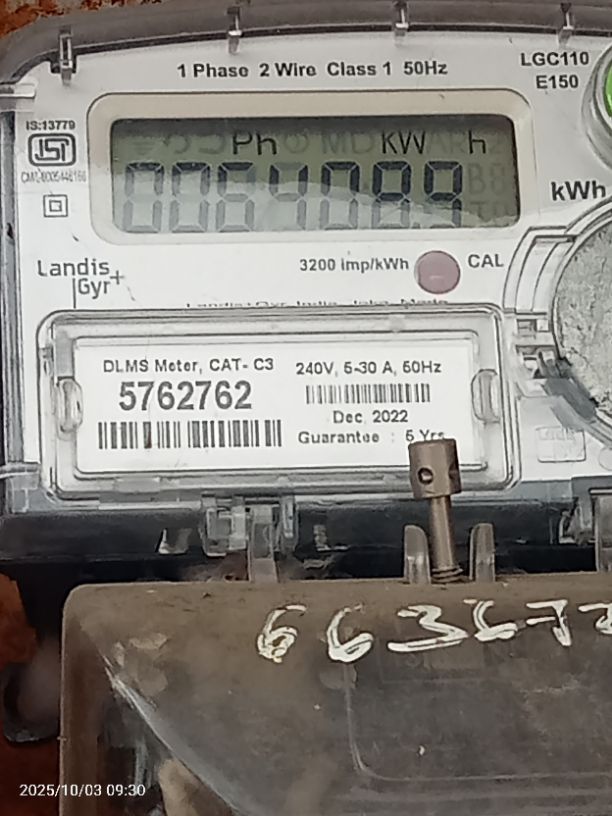 1 Phase 2 Wire Class 1 50Hz
LGC110
E150
IS:13779
Ph KW h
kWh
Landis
Gyr+
3200 imp/kWh CAL
DLMS Meter, CAT- C3
5762762
240V, 5-30 A, 50Hz
Dec, 2022
Guarantee : 5 Yrs
2025/10/03 09:30